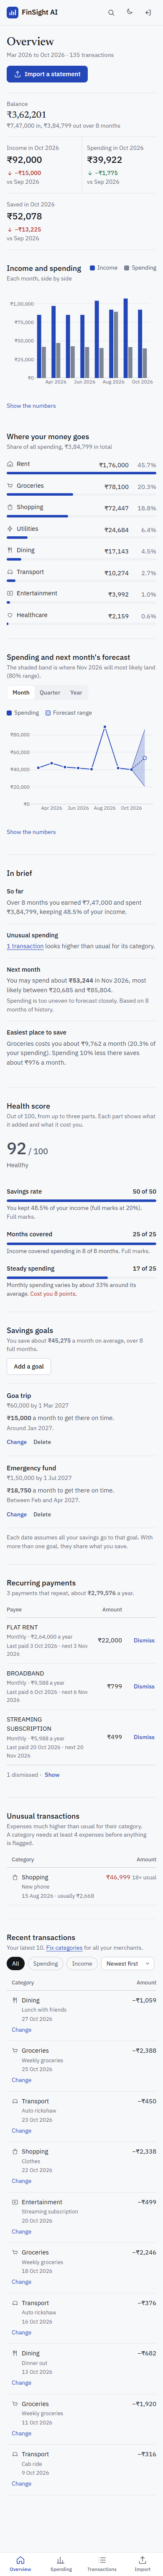 FinSight AI
Overview
Mar 2026 to Oct 2026 · 135 transactions
Import a statement
Balance
₹3,62,201
₹7,47,000 in, ₹3,84,799 out over 8 months
Income in Oct 2026
₹92,000
↓ −₹15,000
vs Sep 2026
Spending in Oct 2026
₹39,922
↓ −₹1,775
vs Sep 2026
Saved in Oct 2026
₹52,078
↓ −₹13,225
vs Sep 2026
Income and spending
Income
Spending
Each month, side by side
₹1,00,000
₹75,000
₹50,000
₹25,000
₹0
Apr 2026
Jun 2026
Aug 2026
Oct 2026
Show the numbers
Where your money goes
Share of all spending, ₹3,84,799 in total
Rent ₹1,76,000 45.7%
Groceries ₹78,100 20.3%
Shopping ₹72,447 18.8%
Utilities ₹24,684 6.4%
Dining ₹17,143 4.5%
Transport ₹10,274 2.7%
Entertainment ₹3,992 1.0%
Healthcare ₹2,159 0.6%
Spending and next month's forecast
The shaded band is where Nov 2026 will most likely land
(80% range).
Month Quarter Year
Spending
Forecast range
₹80,000
₹60,000
₹40,000
₹20,000
₹0
Apr 2026
Jun 2026
Aug 2026
Oct 2026
Show the numbers
In brief
So far
Over 8 months you earned ₹7,47,000 and spent
₹3,84,799, keeping 48.5% of your income.
Unusual spending
1 transaction looks higher than usual for its category.
Next month
You may spend about ₹53,244 in Nov 2026, most
likely between ₹20,685 and ₹85,804.
Spending is too uneven to forecast closely. Based on 8
months of history.
Easiest place to save
Groceries costs you about ₹9,762 a month (20.3% of
your spending). Spending 10% less there saves
about ₹976 a month.
Health score
Out of 100, from up to three parts. Each part shows what
it added and what it cost you.
92 / 100
Healthy
Savings rate 50 of 50
You kept 48.5% of your income (full marks at 20%).
Full marks.
Months covered 25 of 25
Income covered spending in 8 of 8 months. Full marks.
Steady spending 17 of 25
Monthly spending varies by about 33% around its
average. Cost you 8 points.
Savings goals
You save about ₹45,275 a month on average, over 8
full months.
Add a goal
Goa trip
₹60,000 by 1 Mar 2027
₹15,000 a month to get there on time.
Around Jan 2027.
Change Delete
Emergency fund
₹1,50,000 by 1 Jul 2027
₹18,750 a month to get there on time.
Between Feb and Apr 2027.
Change Delete
Each date assumes all your savings go to that goal. With
more than one goal, they share what you save.
Recurring payments
3 payments that repeat, about ₹2,79,576 a year.
Payee Amount
FLAT RENT
Monthly · ₹2,64,000 a year
Last paid 3 Oct 2026 · next 3 Nov
2026
₹22,000 Dismiss
BROADBAND
Monthly · ₹9,588 a year
Last paid 6 Oct 2026 · next 6 Nov
2026
₹799 Dismiss
STREAMING
SUBSCRIPTION
Monthly · ₹5,988 a year
Last paid 20 Oct 2026 · next 20
Nov 2026
₹499 Dismiss
1 dismissed · Show
Unusual transactions
Expenses much higher than usual for their category.
A category needs at least 4 expenses before anything
is flagged.
Category Amount
Shopping ₹46,999 18× usual
New phone
15 Aug 2026 · usually ₹2,668
Recent transactions
Your latest 10. Fix categories for all your merchants.
All Spending Income Newest first
Category Amount
Dining −₹1,059
Lunch with friends
27 Oct 2026
Change
Groceries −₹2,388
Weekly groceries
25 Oct 2026
Change
Transport −₹450
Auto rickshaw
23 Oct 2026
Change
Shopping −₹2,338
Clothes
22 Oct 2026
Change
Entertainment −₹499
Streaming subscription
20 Oct 2026
Change
Groceries −₹2,246
Weekly groceries
18 Oct 2026
Change
Transport −₹376
Auto rickshaw
16 Oct 2026
Change
Dining −₹682
Dinner out
13 Oct 2026
Change
Groceries −₹1,920
Weekly groceries
11 Oct 2026
Change
Transport −₹316
Cab ride
9 Oct 2026
Change
Overview Spending Transactions Import